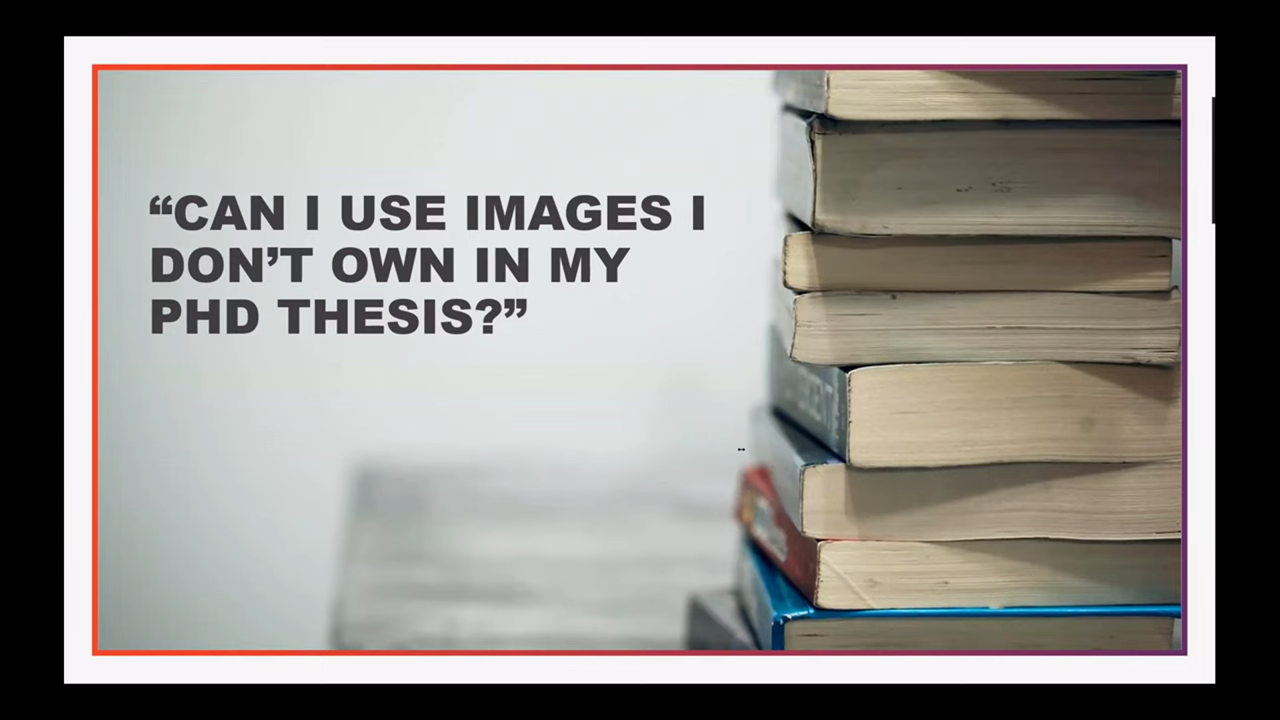 “CAN I USE IMAGES I
DON’T OWN IN MY
PHD THESIS?”